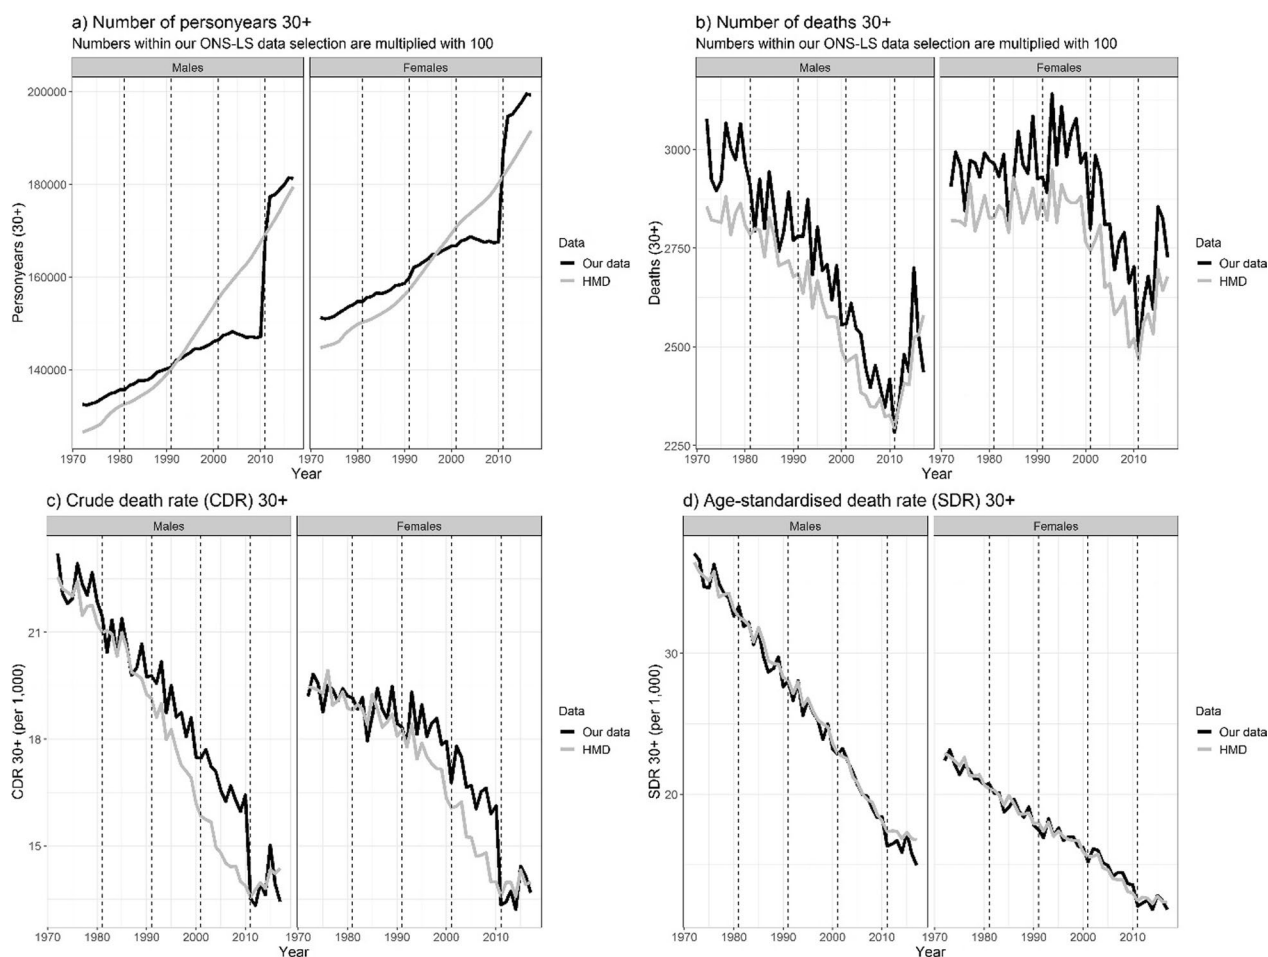 a) Number of personyears 30+
Numbers within our ONS-LS data selection are multiplied with 100
Males
Females
200000
180000
160000
140000
Personyears (30+)
1970 1980 1990 2000 2010 1970 1980 1990 2000 2010
Year
Data
Our data
HMD
b) Number of deaths 30+
Numbers within our ONS-LS data selection are multiplied with 100
Males
Females
3000
2750
2500
2250
Deaths (30+)
1970 1980 1990 2000 2010 1970 1980 1990 2000 2010
Year
Data
Our data
HMD
c) Crude death rate (CDR) 30+
Males
Females
21
18
15
CDR 30+ (per 1,000)
1970 1980 1990 2000 2010 1970 1980 1990 2000 2010
Year
Data
Our data
HMD
d) Age-standardised death rate (SDR) 30+
Males
Females
30
20
SDR 30+ (per 1,000)
1970 1980 1990 2000 2010 1970 1980 1990 2000 2010
Year
Data
Our data
HMD